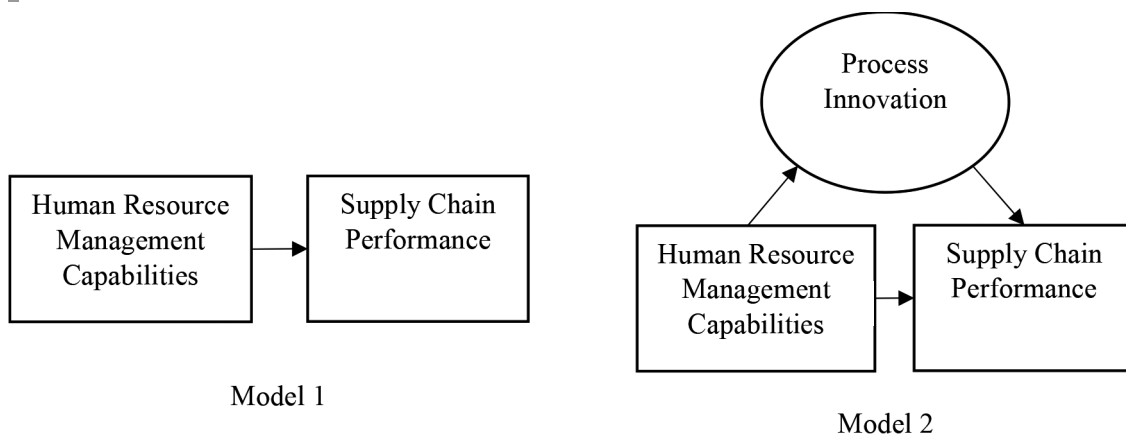 Human Resource
Management
Capabilities
Supply Chain
Performance
Model 1
Process
Innovation
Human Resource
Management
Capabilities
Supply Chain
Performance
Model 2